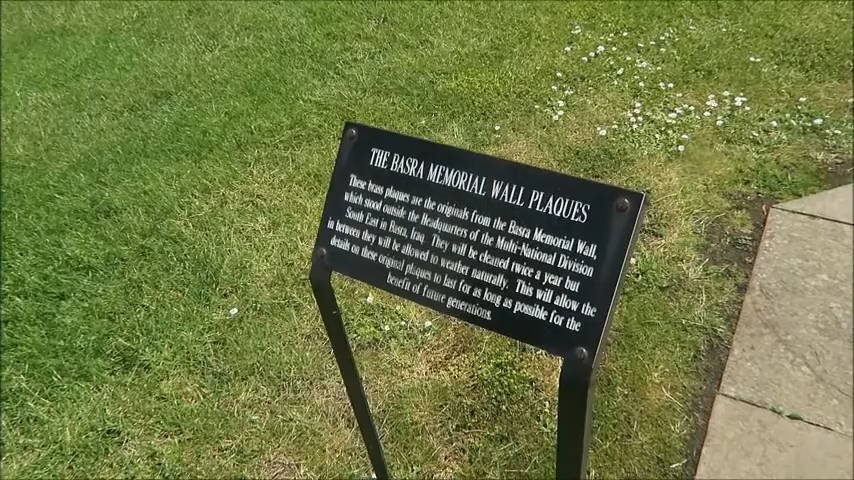 THE BASRA MEMORIAL WALL PLAQUES
These brass plaques are the originals from the Basra Memorial Wall,
which stood outside the Headquarters of the Multi-National Division
South East in Basra, Iraq. They will be cleaned twice a year but
in between they will be allowed to weather naturally. This will allow the
details on these original plaques to last for as long as possible for the
benefit of future generations.